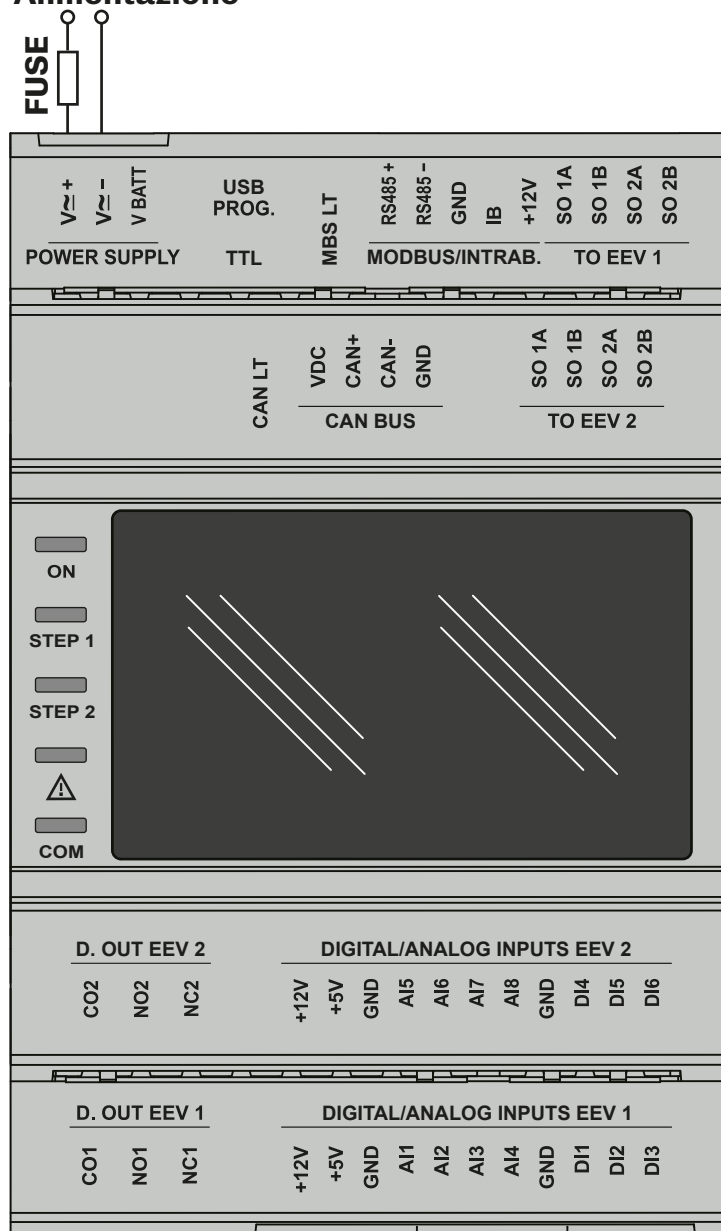 Alimentazione
FUSE
V≂ +
V≂ −
V BATT
USB
PROG.
MBS LT
RS485 +
RS485 −
GND
IB
+12V
SO 1A
SO 1B
SO 2A
SO 2B
POWER SUPPLY
TTL
MODBUS/INTRAB.
TO EEV 1
CAN LT
VDC
CAN+
CAN-
GND
SO 1A
SO 1B
SO 2A
SO 2B
CAN BUS
TO EEV 2
ON
STEP 1
STEP 2
COM
D. OUT EEV 2
DIGITAL/ANALOG INPUTS EEV 2
CO2
NO2
NC2
+12V
+5V
GND
AI5
AI6
AI7
AI8
GND
DI4
DI5
DI6
D. OUT EEV 1
DIGITAL/ANALOG INPUTS EEV 1
CO1
NO1
NC1
+12V
+5V
GND
AI1
AI2
AI3
AI4
GND
DI1
DI2
DI3